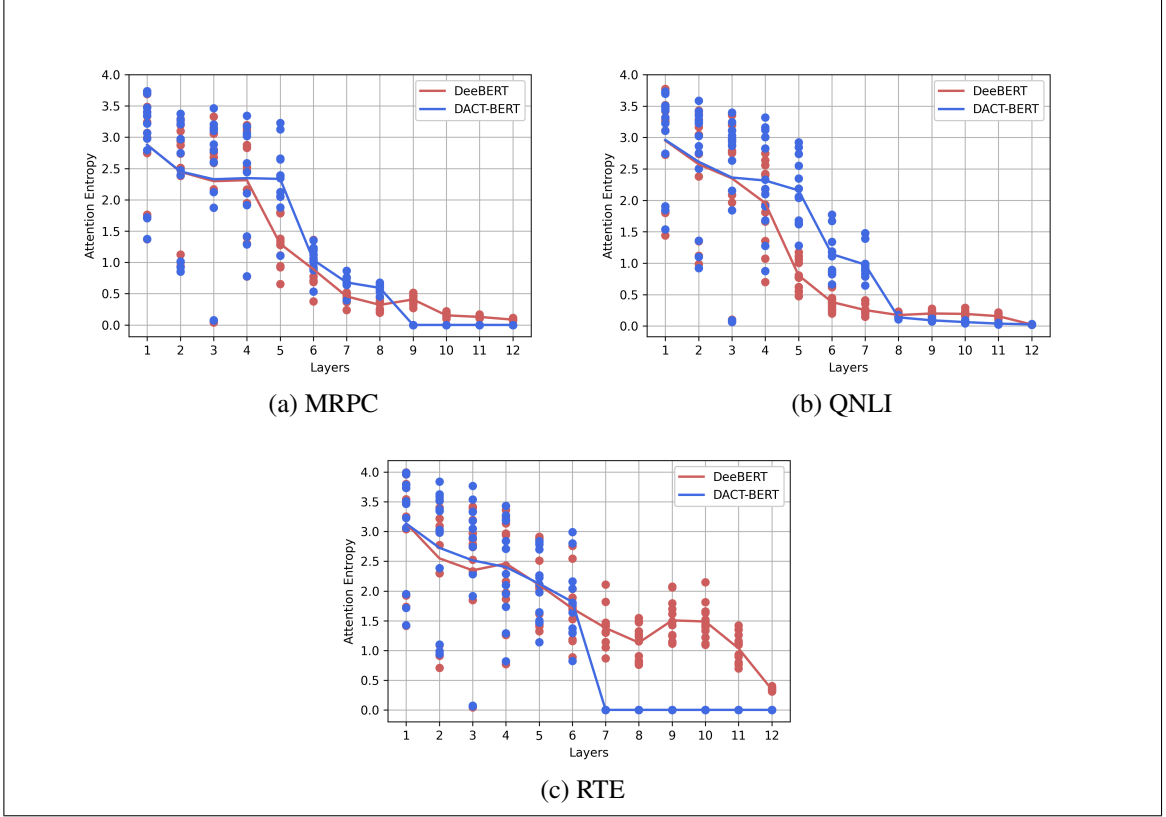 4.0
3.5
3.0
2.5
2.0
1.5
1.0
0.5
0.0
Attention Entropy
DeeBERT
DACT-BERT
1 2 3 4 5 6 7 8 9 10 11 12
Layers
(a) MRPC
4.0
3.5
3.0
2.5
2.0
1.5
1.0
0.5
0.0
Attention Entropy
DeeBERT
DACT-BERT
1 2 3 4 5 6 7 8 9 10 11 12
Layers
(b) QNLI
4.0
3.5
3.0
2.5
2.0
1.5
1.0
0.5
0.0
Attention Entropy
DeeBERT
DACT-BERT
1 2 3 4 5 6 7 8 9 10 11 12
Layers
(c) RTE